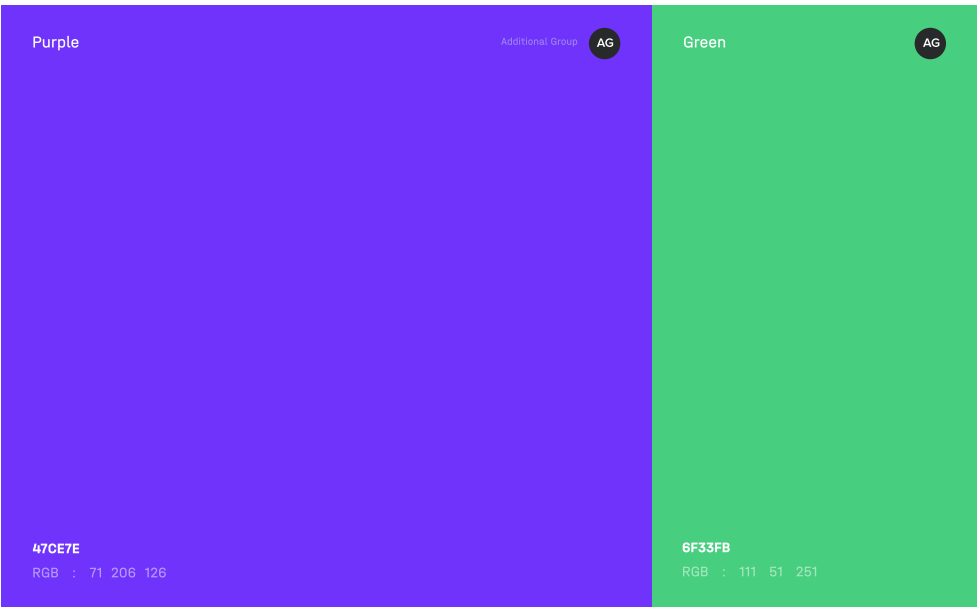 Purple
Additional Group
AG
47CE7E
RGB : 71 206 126
Green
AG
6F33FB
RGB : 111 51 251